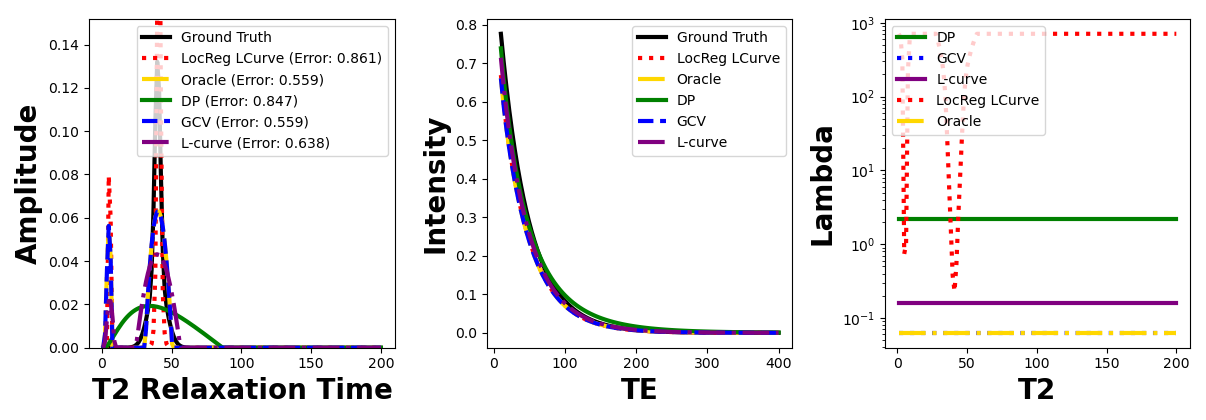 0.14
0.12
0.10
0.08
0.06
0.04
0.02
0.00
Amplitude
Ground Truth
LocReg LCurve (Error: 0.861)
Oracle (Error: 0.559)
DP (Error: 0.847)
GCV (Error: 0.559)
L-curve (Error: 0.638)
0 50 100 150 200
T2 Relaxation Time
0.8
0.7
0.6
0.5
0.4
0.3
0.2
0.1
0.0
Intensity
Ground Truth
LocReg LCurve
Oracle
DP
GCV
L-curve
0 100 200 300 400
TE
10³
10²
10¹
10⁰
10⁻¹
Lambda
DP
GCV
L-curve
LocReg LCurve
Oracle
0 50 100 150 200
T2